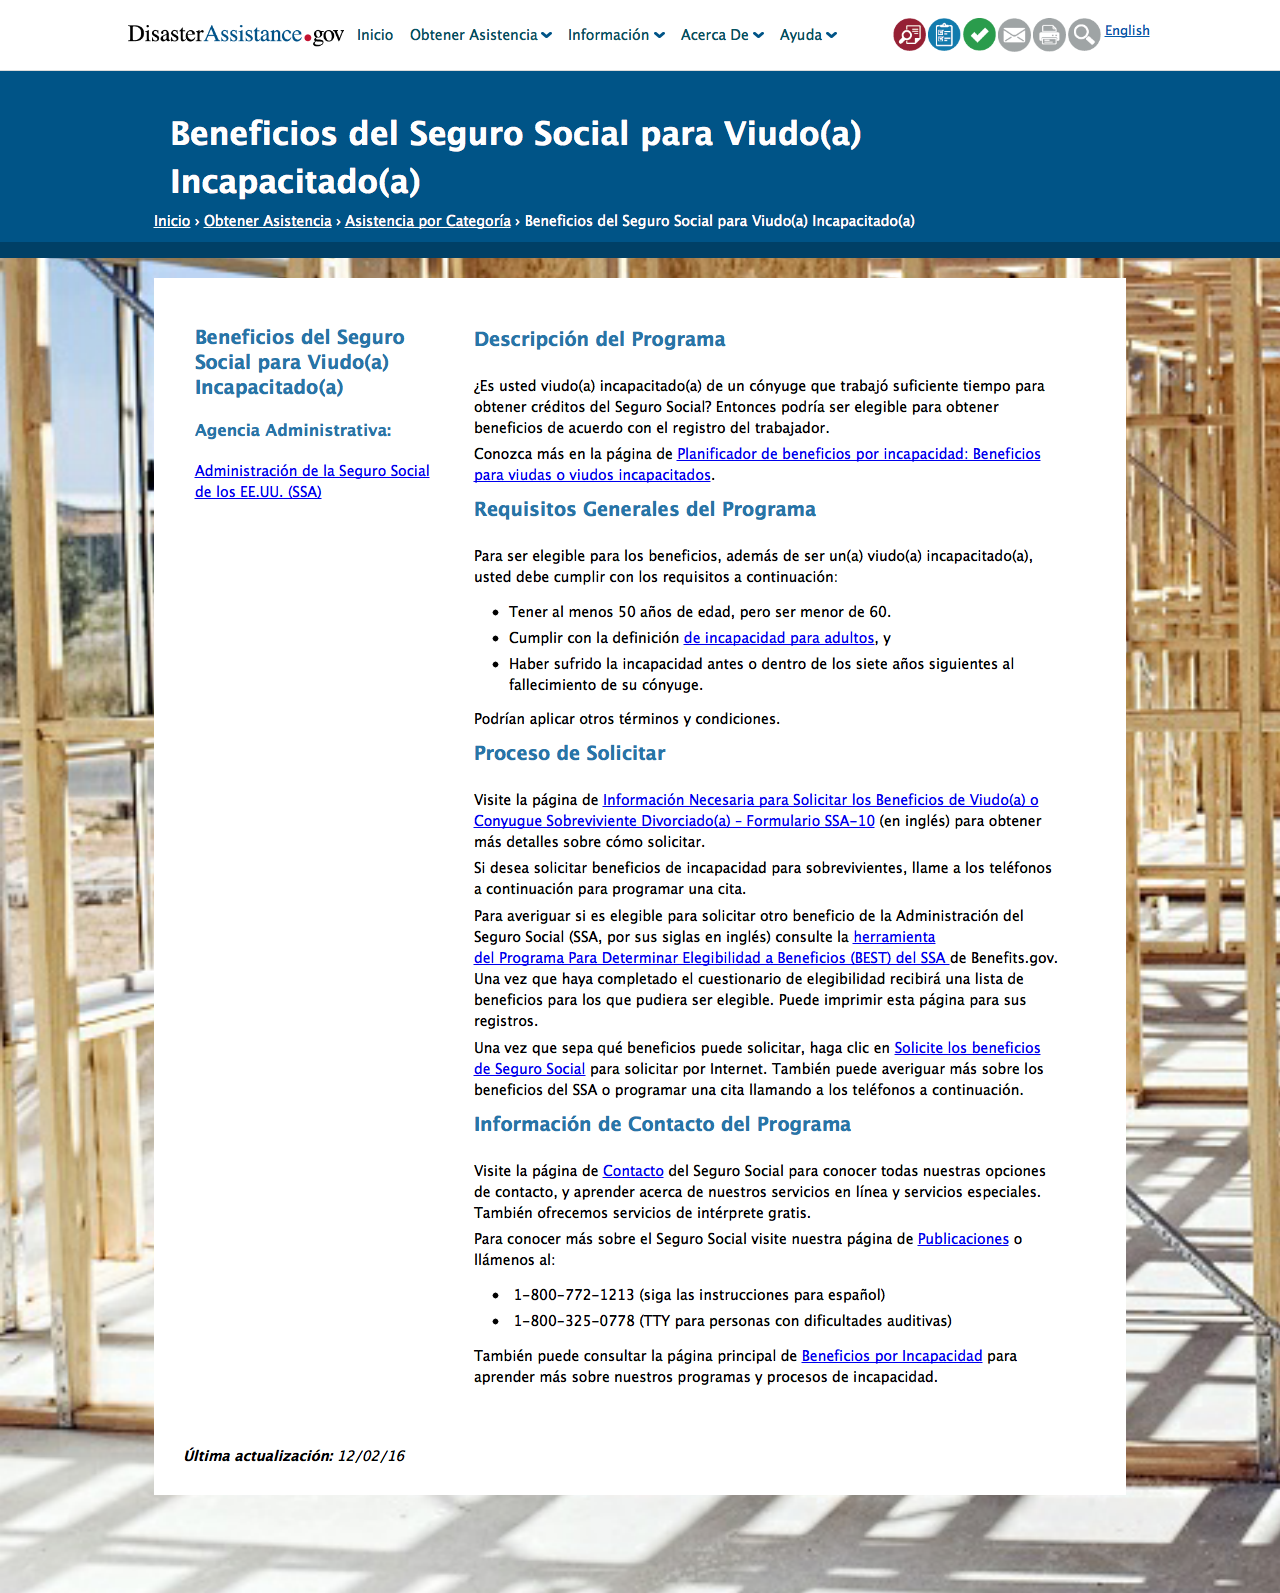 DisasterAssistance.gov Inicio Obtener Asistencia Información Acerca De Ayuda English
Beneficios del Seguro Social para Viudo(a)
Incapacitado(a)
Inicio › Obtener Asistencia › Asistencia por Categoría › Beneficios del Seguro Social para Viudo(a) Incapacitado(a)
Beneficios del Seguro
Social para Viudo(a)
Incapacitado(a)
Agencia Administrativa:
Administración de la Seguro Social
de los EE.UU. (SSA)
Descripción del Programa
¿Es usted viudo(a) incapacitado(a) de un cónyuge que trabajó suficiente tiempo para
obtener créditos del Seguro Social? Entonces podría ser elegible para obtener
beneficios de acuerdo con el registro del trabajador.
Conozca más en la página de Planificador de beneficios por incapacidad: Beneficios
para viudas o viudos incapacitados.
Requisitos Generales del Programa
Para ser elegible para los beneficios, además de ser un(a) viudo(a) incapacitado(a),
usted debe cumplir con los requisitos a continuación:
• Tener al menos 50 años de edad, pero ser menor de 60.
• Cumplir con la definición de incapacidad para adultos, y
• Haber sufrido la incapacidad antes o dentro de los siete años siguientes al
fallecimiento de su cónyuge.
Podrían aplicar otros términos y condiciones.
Proceso de Solicitar
Visite la página de Información Necesaria para Solicitar los Beneficios de Viudo(a) o
Conyugue Sobreviviente Divorciado(a) – Formulario SSA-10 (en inglés) para obtener
más detalles sobre cómo solicitar.
Si desea solicitar beneficios de incapacidad para sobrevivientes, llame a los teléfonos
a continuación para programar una cita.
Para averiguar si es elegible para solicitar otro beneficio de la Administración del
Seguro Social (SSA, por sus siglas en inglés) consulte la herramienta
del Programa Para Determinar Elegibilidad a Beneficios (BEST) del SSA de Benefits.gov.
Una vez que haya completado el cuestionario de elegibilidad recibirá una lista de
beneficios para los que pudiera ser elegible. Puede imprimir esta página para sus
registros.
Una vez que sepa qué beneficios puede solicitar, haga clic en Solicite los beneficios
de Seguro Social para solicitar por Internet. También puede averiguar más sobre los
beneficios del SSA o programar una cita llamando a los teléfonos a continuación.
Información de Contacto del Programa
Visite la página de Contacto del Seguro Social para conocer todas nuestras opciones
de contacto, y aprender acerca de nuestros servicios en línea y servicios especiales.
También ofrecemos servicios de intérprete gratis.
Para conocer más sobre el Seguro Social visite nuestra página de Publicaciones o
llámenos al:
• 1-800-772-1213 (siga las instrucciones para español)
• 1-800-325-0778 (TTY para personas con dificultades auditivas)
También puede consultar la página principal de Beneficios por Incapacidad para
aprender más sobre nuestros programas y procesos de incapacidad.
Última actualización: 12/02/16